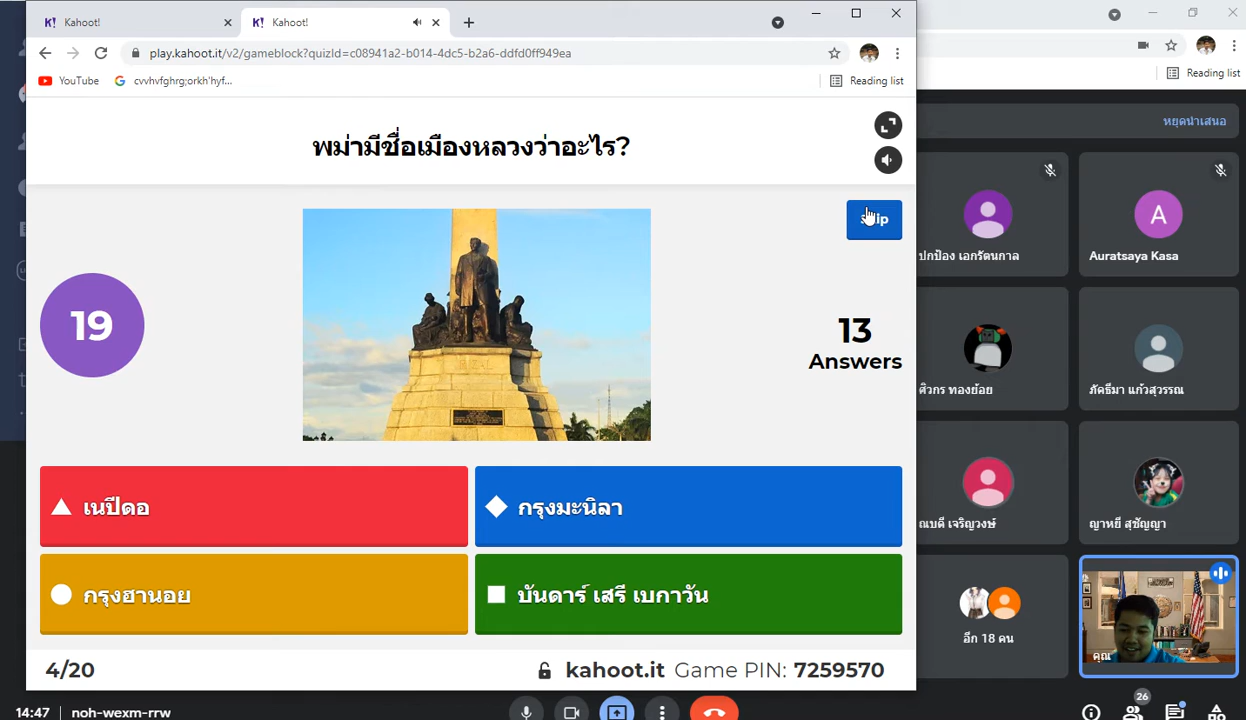 Kahoot!
Kahoot!
play.kahoot.it/v2/gameblock?quizId=c08941a2-b014-4dc5-b2a6-ddfd0ff949ea
YouTube
cvvhvfghrg;orkh'hyf...
Reading list
Reading list
พม่ามีชื่อเมืองหลวงว่าอะไร?
หยุดนำเสนอ
19
13
Answers
เนปีดอ
กรุงมะนิลา
กรุงฮานอย
บันดาร์ เสรี เบกาวัน
4/20
kahoot.it Game PIN: 7259570
ปกป้อง เอกรัตนกาล
A
Auratsaya Kasa
ศิวกร ทองย้อย
ภัคธีมา แก้วสุวรรณ
ณบดี เจริญวงษ์
ญาหยี สุชัญญา
อีก 18 คน
คุณ
14:47 | noh-wexm-rrw
26